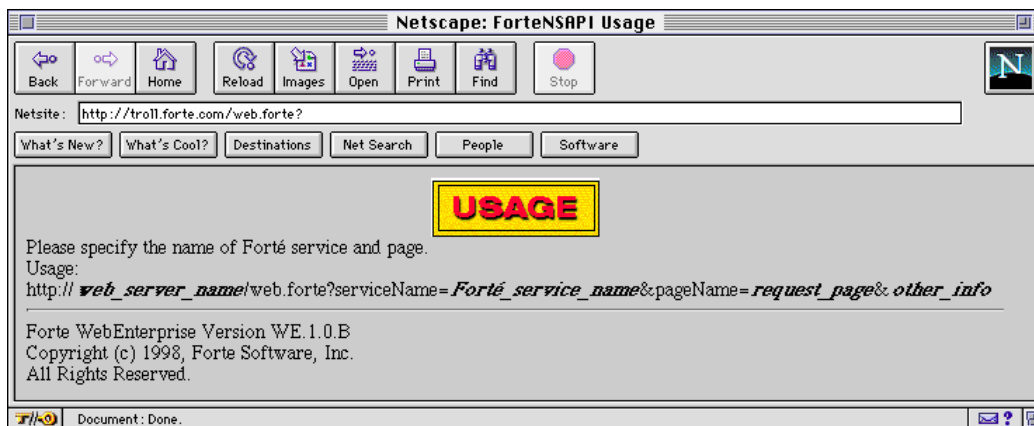 Netscape: ForteNSAPI Usage
Back Forward Home Reload Images Open Print Find Stop
N
Netsite: http://troll.forte.com/web.forte?
What's New? What's Cool? Destinations Net Search People Software
USAGE
Please specify the name of Forté service and page.
Usage:
http:// web_server_name/web.forte?serviceName=Forté_service_name&pageName=request_page& other_info
Forte WebEnterprise Version WE.1.0.B
Copyright (c) 1998, Forte Software, Inc.
All Rights Reserved.
Document: Done.
?